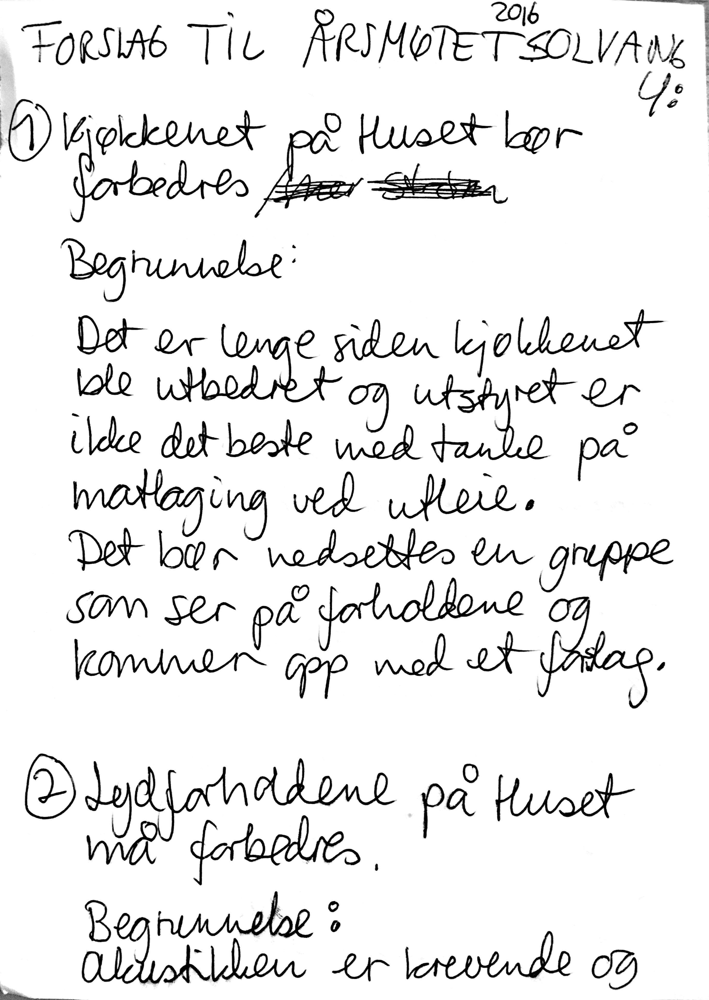 2016
FORSLAG TIL ÅRSMØTET SOLVANG
4:
1 Kjøkkenet på Huset bør
forbedres
Begrunnelse:
Det er lenge siden kjøkkenet
ble utbedret og utstyret er
ikke det beste med tanke på
matlaging ved utleie.
Det bør nedsettes en gruppe
som ser på forholdene og
kommer opp med et forslag.
2 Lydforholdene på Huset
må forbedres.
Begrunnelse:
Akustikken er krevende og